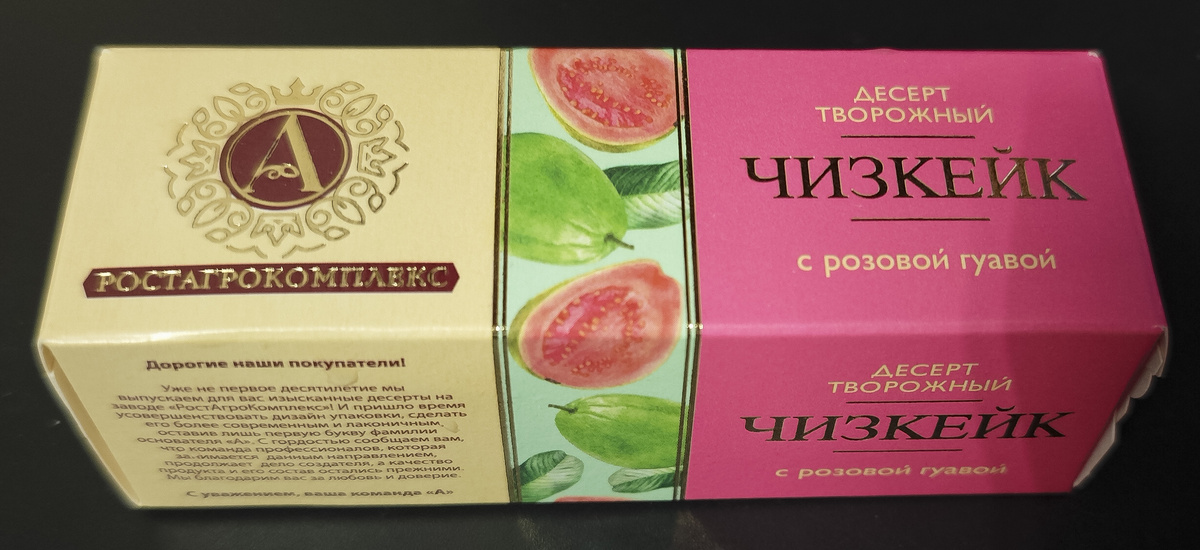 А
РОСТАГРОКОМПЛЕКС
ДЕСЕРТ
ТВОРОЖНЫЙ
ЧИЗКЕЙК
с розовой гуавой
Дорогие наши покупатели!
Уже не первое десятилетие мы
выпускаем для вас изысканные десерты на
заводе «РостАгроКомплекс»! И пришло время
усовершенствовать дизайн упаковки, сделать
его более современным и лаконичным,
оставив лишь первую букву фамилии
основателя «А». С гордостью сообщаем вам,
что команда профессионалов, которая
занимается данным направлением,
продолжает дело создателя, а качество
продукта и его состав остались прежними.
Мы благодарим вас за любовь и доверие.
С уважением, ваша команда «А»
ДЕСЕРТ
ТВОРОЖНЫЙ
ЧИЗКЕЙК
с розовой гуавой